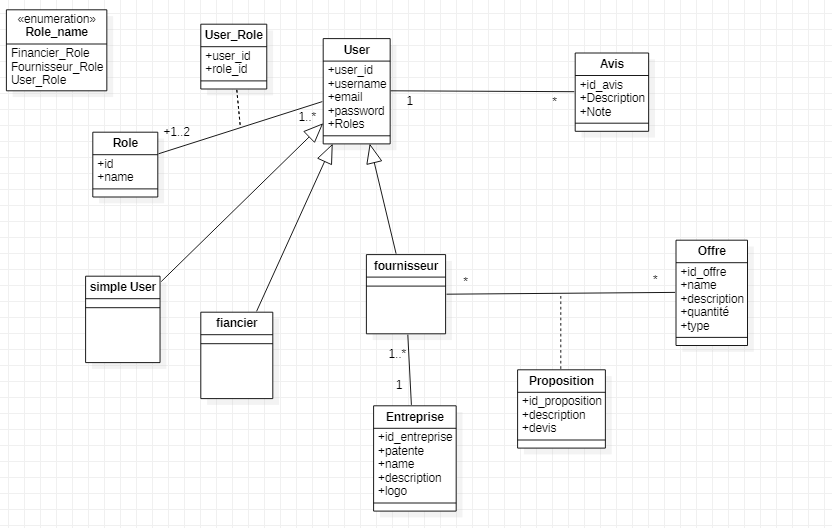 «enumeration»
Role_name
Financier_Role
Fournisseur_Role
User_Role
User_Role
+user_id
+role_id
User
+user_id
+username
+email
+password
+Roles
Avis
+id_avis
+Description
+Note
1
*
1..*
+1..2
Role
+id
+name
simple User
fiancier
fournisseur
*
*
Offre
+id_offre
+name
+description
+quantité
+type
1..*
1
Proposition
+id_proposition
+description
+devis
Entreprise
+id_entreprise
+patente
+name
+description
+logo